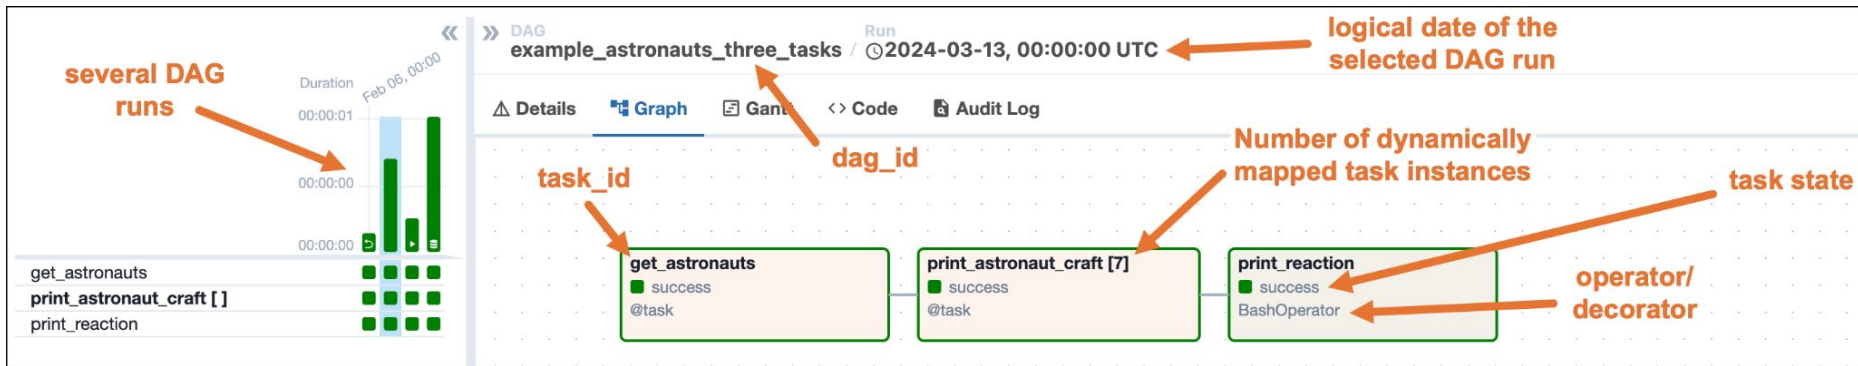 several DAG
runs
Duration
Feb 06, 00:00
00:00:01
00:00:00
00:00:00
get_astronauts
print_astronaut_craft [ ]
print_reaction
DAG
example_astronauts_three_tasks /
Run
2024-03-13, 00:00:00 UTC
logical date of the
selected DAG run
Details
Graph
Gantt
Code
Audit Log
dag_id
task_id
Number of dynamically
mapped task instances
task state
operator/
decorator
get_astronauts
success
@task
print_astronaut_craft [7]
success
@task
print_reaction
success
BashOperator